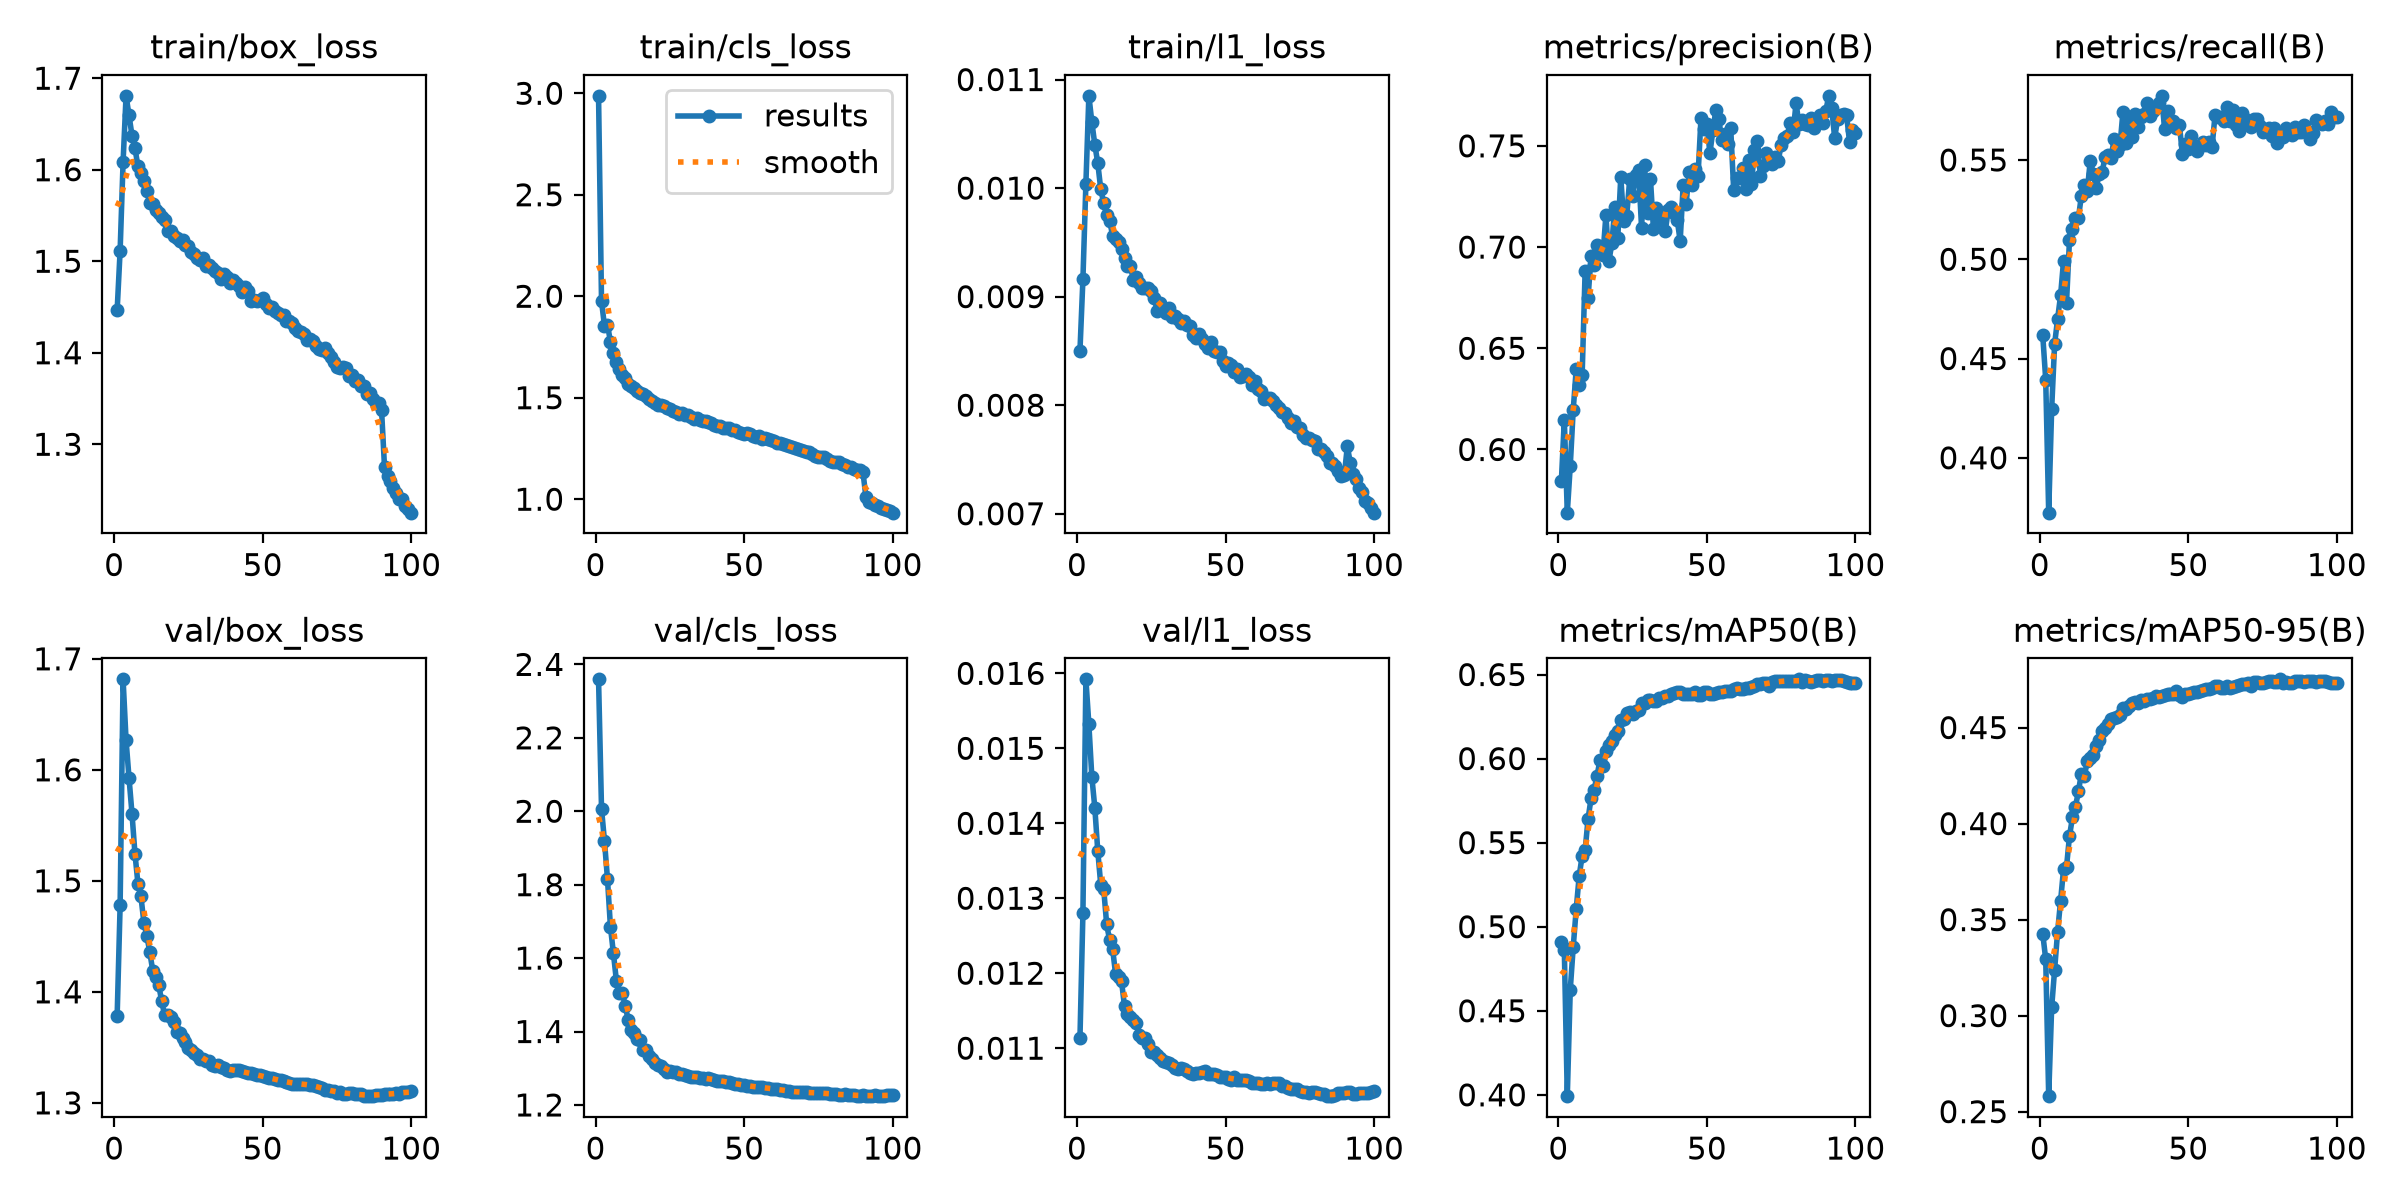 train/box_loss
1.7
1.6
1.5
1.4
1.3
0 50 100
train/cls_loss
results
smooth
3.0
2.5
2.0
1.5
1.0
0 50 100
train/l1_loss
0.011
0.010
0.009
0.008
0.007
0 50 100
metrics/precision(B)
0.75
0.70
0.65
0.60
0 50 100
metrics/recall(B)
0.55
0.50
0.45
0.40
0 50 100
val/box_loss
1.7
1.6
1.5
1.4
1.3
0 50 100
val/cls_loss
2.4
2.2
2.0
1.8
1.6
1.4
1.2
0 50 100
val/l1_loss
0.016
0.015
0.014
0.013
0.012
0.011
0 50 100
metrics/mAP50(B)
0.65
0.60
0.55
0.50
0.45
0.40
0 50 100
metrics/mAP50-95(B)
0.45
0.40
0.35
0.30
0.25
0 50 100